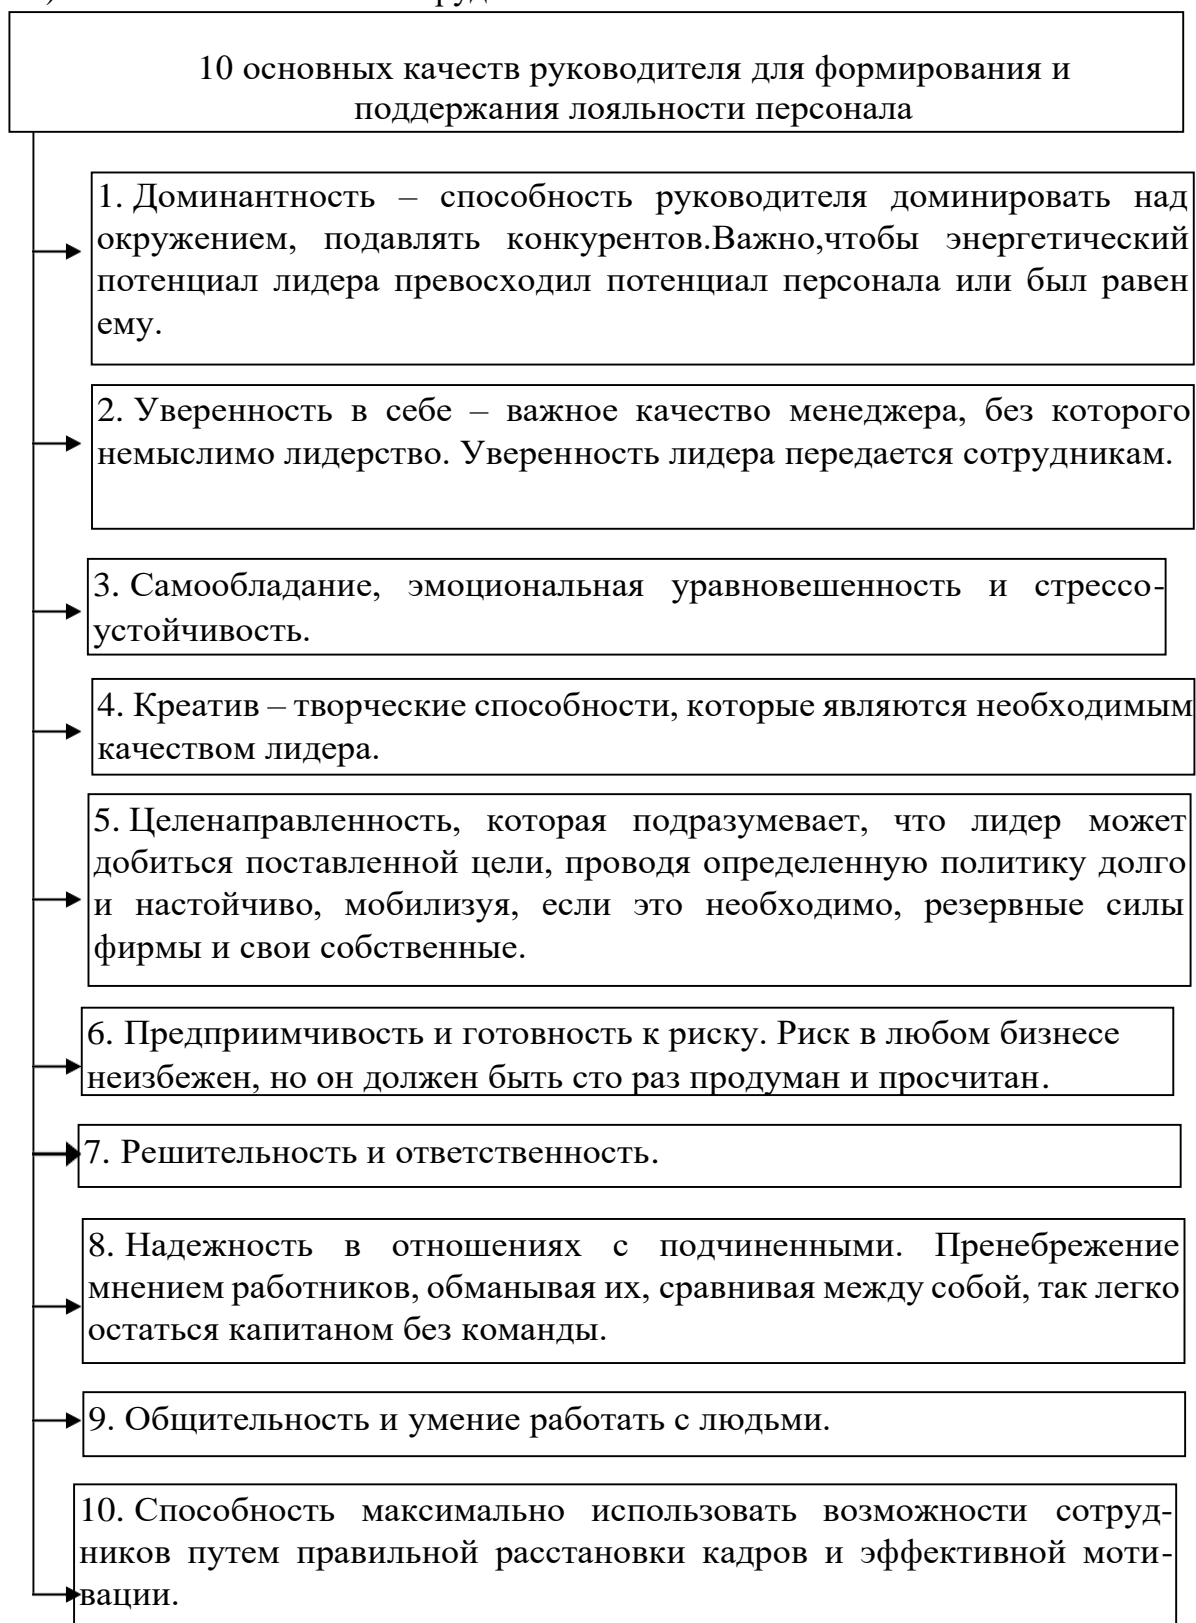 10 основных качеств руководителя для формирования и
поддержания лояльности персонала
1. Доминантность – способность руководителя доминировать над
окружением, подавлять конкурентов.Важно,чтобы энергетический
потенциал лидера превосходил потенциал персонала или был равен
ему.
2. Уверенность в себе – важное качество менеджера, без которого
немыслимо лидерство. Уверенность лидера передается сотрудникам.
3. Самообладание, эмоциональная уравновешенность и стрессо-
устойчивость.
4. Креатив – творческие способности, которые являются необходимым
качеством лидера.
5. Целенаправленность, которая подразумевает, что лидер может
добиться поставленной цели, проводя определенную политику долго
и настойчиво, мобилизуя, если это необходимо, резервные силы
фирмы и свои собственные.
6. Предприимчивость и готовность к риску. Риск в любом бизнесе
неизбежен, но он должен быть сто раз продуман и просчитан.
7. Решительность и ответственность.
8. Надежность в отношениях с подчиненными. Пренебрежение
мнением работников, обманывая их, сравнивая между собой, так легко
остаться капитаном без команды.
9. Общительность и умение работать с людьми.
10. Способность максимально использовать возможности сотруд-
ников путем правильной расстановки кадров и эффективной моти-
вации.